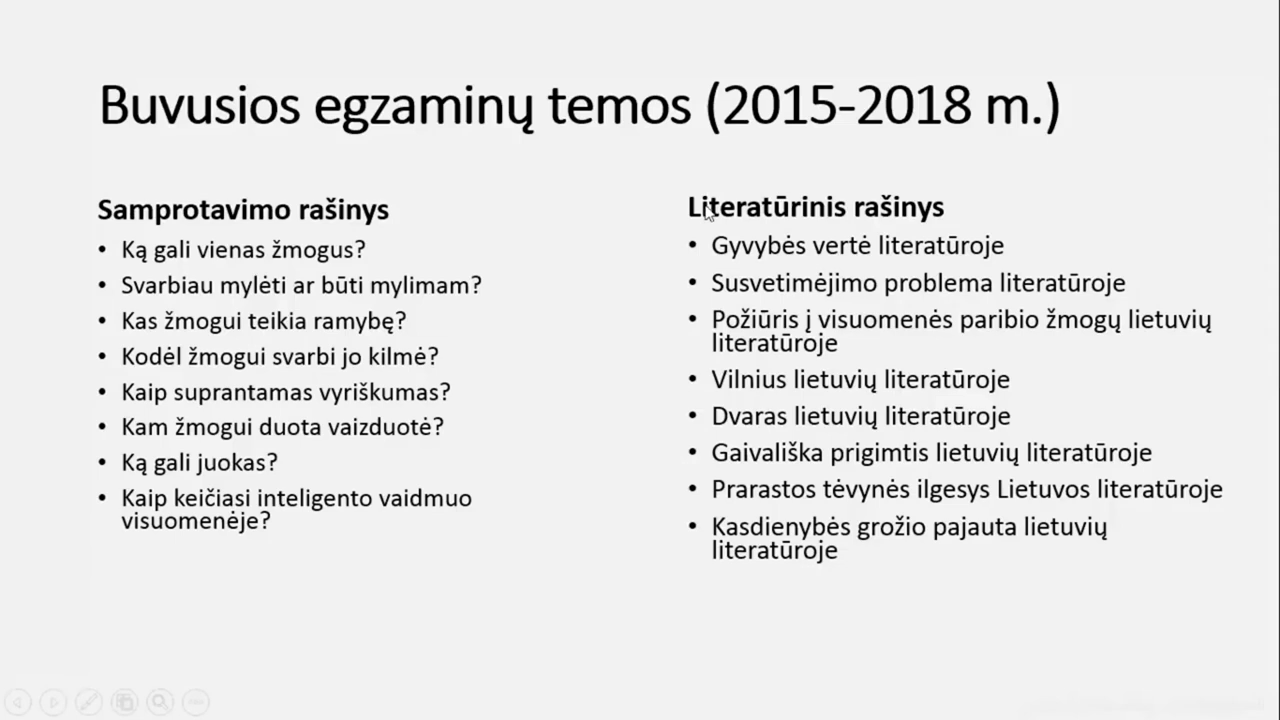 Buvusios egzaminų temos (2015-2018 m.)
Samprotavimo rašinys
• Ką gali vienas žmogus?
• Svarbiau mylėti ar būti mylimam?
• Kas žmogui teikia ramybę?
• Kodėl žmogui svarbi jo kilmė?
• Kaip suprantamas vyriškumas?
• Kam žmogui duota vaizduotė?
• Ką gali juokas?
• Kaip keičiasi inteligento vaidmuo
visuomenėje?
Literatūrinis rašinys
• Gyvybės vertė literatūroje
• Susvetimėjimo problema literatūroje
• Požiūris į visuomenės paribio žmogų lietuvių
literatūroje
• Vilnius lietuvių literatūroje
• Dvaras lietuvių literatūroje
• Gaivališka prigimtis lietuvių literatūroje
• Prarastos tėvynės ilgesys Lietuvos literatūroje
• Kasdienybės grožio pajauta lietuvių
literatūroje